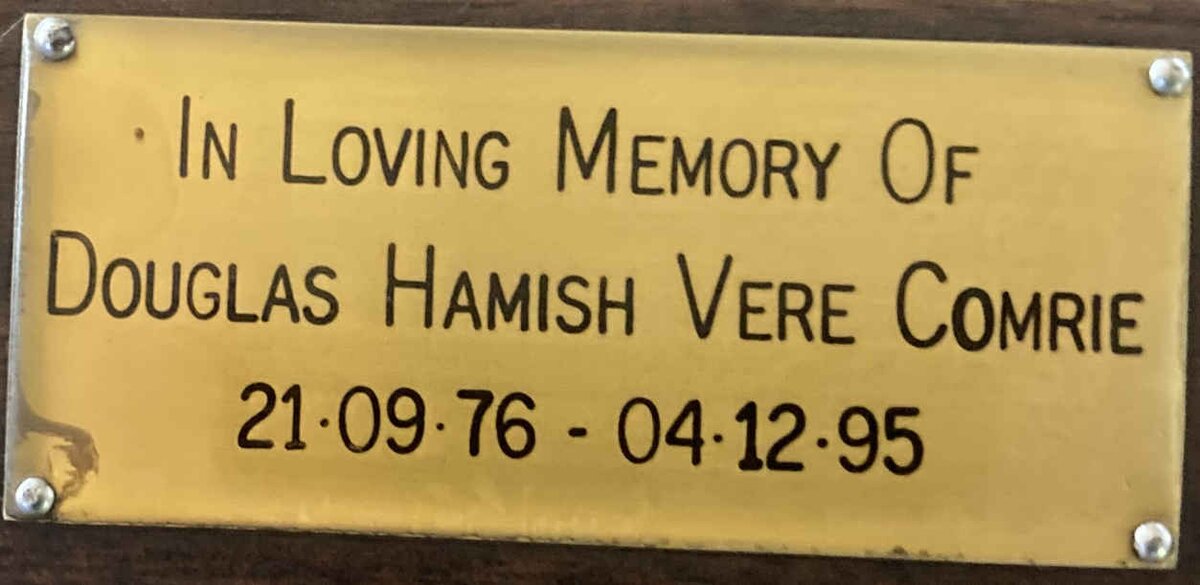 In Loving Memory Of
Douglas Hamish Vere Comrie
21·09·76 - 04·12·95